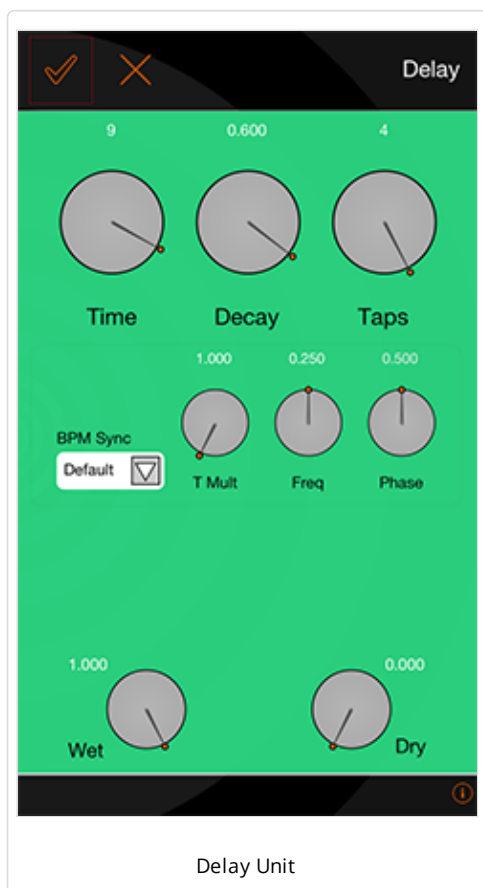 Delay
9 0.600 4
Time Decay Taps
1.000 0.250 0.500
BPM Sync
Default
T Mult Freq Phase
1.000 0.000
Wet Dry
Delay Unit